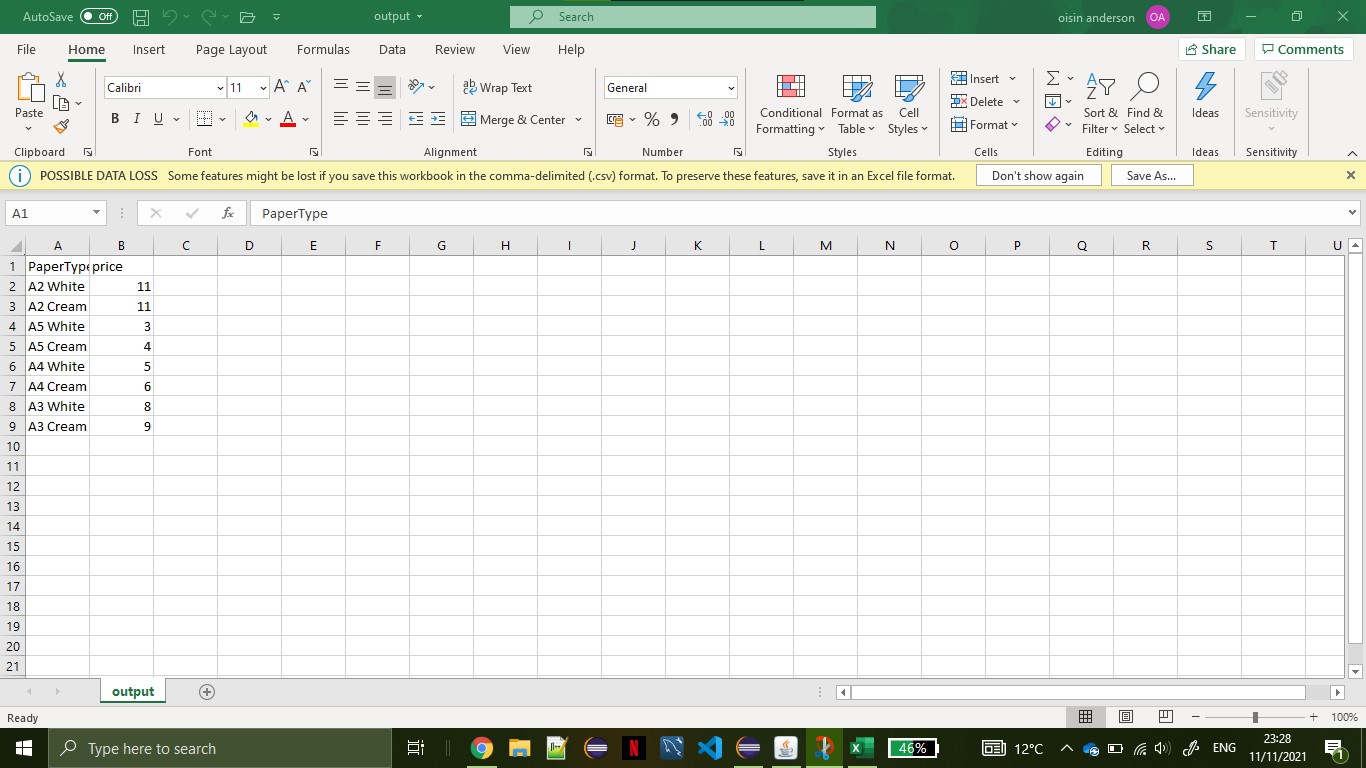 AutoSave Off output Search oisin anderson OA
File Home Insert Page Layout Formulas Data Review View Help Share Comments
Paste
Clipboard
Calibri 11 A A
B I U A
Font
ab Wrap Text
Merge & Center
Alignment
General
% .00
Number
Conditional Formatting
Format as Table
Cell Styles
Styles
Insert
Delete
Format
Cells
Sort & Filter
Find & Select
Editing
Ideas
Ideas
Sensitivity
Sensitivity
POSSIBLE DATA LOSS Some features might be lost if you save this workbook in the comma-delimited (.csv) format. To preserve these features, save it in an Excel file format. Don't show again Save As...
A1 fx PaperType
A B C D E F G H I J K L M N O P Q R S T U
1 PaperType price
2 A2 White 11
3 A2 Cream 11
4 A5 White 3
5 A5 Cream 4
6 A4 White 5
7 A4 Cream 6
8 A3 White 8
9 A3 Cream 9
10
11
12
13
14
15
16
17
18
19
20
21
output
Ready 100%
Type here to search 46% 12°C ENG 23:28
11/11/2021 1